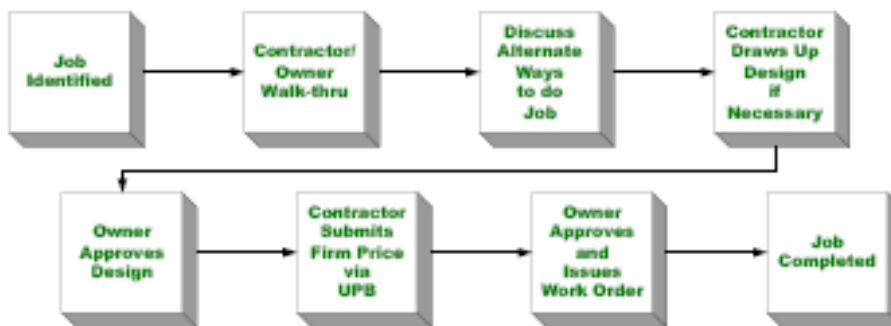 Job
Identified
Contractor/
Owner
Walk-thru
Discuss
Alternate
Ways
to do
Job
Contractor
Draws Up
Design
if
Necessary
Owner
Approves
Design
Contractor
Submits
Firm Price
via
UPB
Owner
Approves
and
Issues
Work Order
Job
Completed